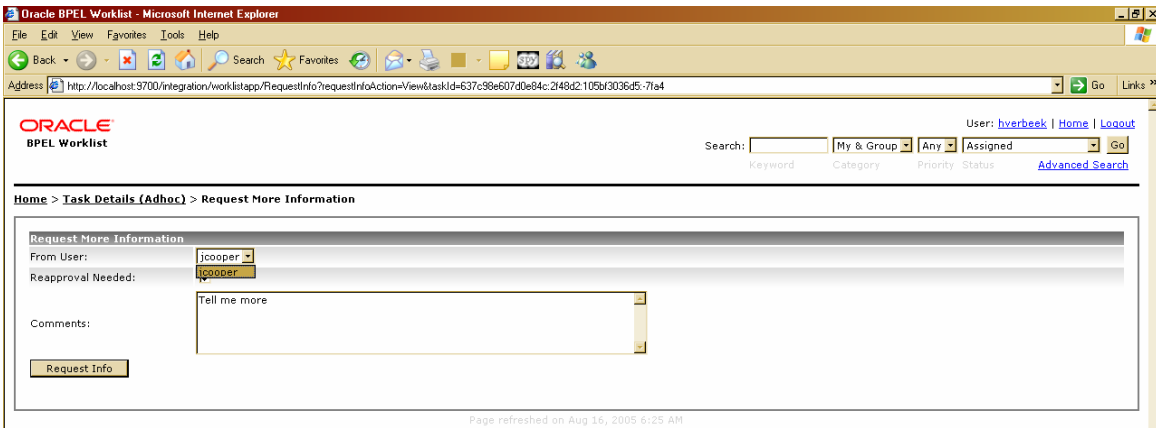 Oracle BPEL Worklist - Microsoft Internet Explorer
File Edit View Favorites Tools Help
Back Search Favorites SPY
Address http://localhost:9700/integration/worklistapp/RequestInfo?requestInfoAction=View&taskId=637c98e607d0e84c:2f48d2:105bf3036d5:-7fa4 Go Links »
ORACLE
BPEL Worklist
User: hverbeek | Home | Logout
Search: My & Group Any Assigned Go
Keyword Category Priority Status Advanced Search
Home > Task Details (Adhoc) > Request More Information
Request More Information
From User: jcooper
jcooper
Reapproval Needed:
Comments: Tell me more
Request Info
Page refreshed on Aug 16, 2005 6:25 AM